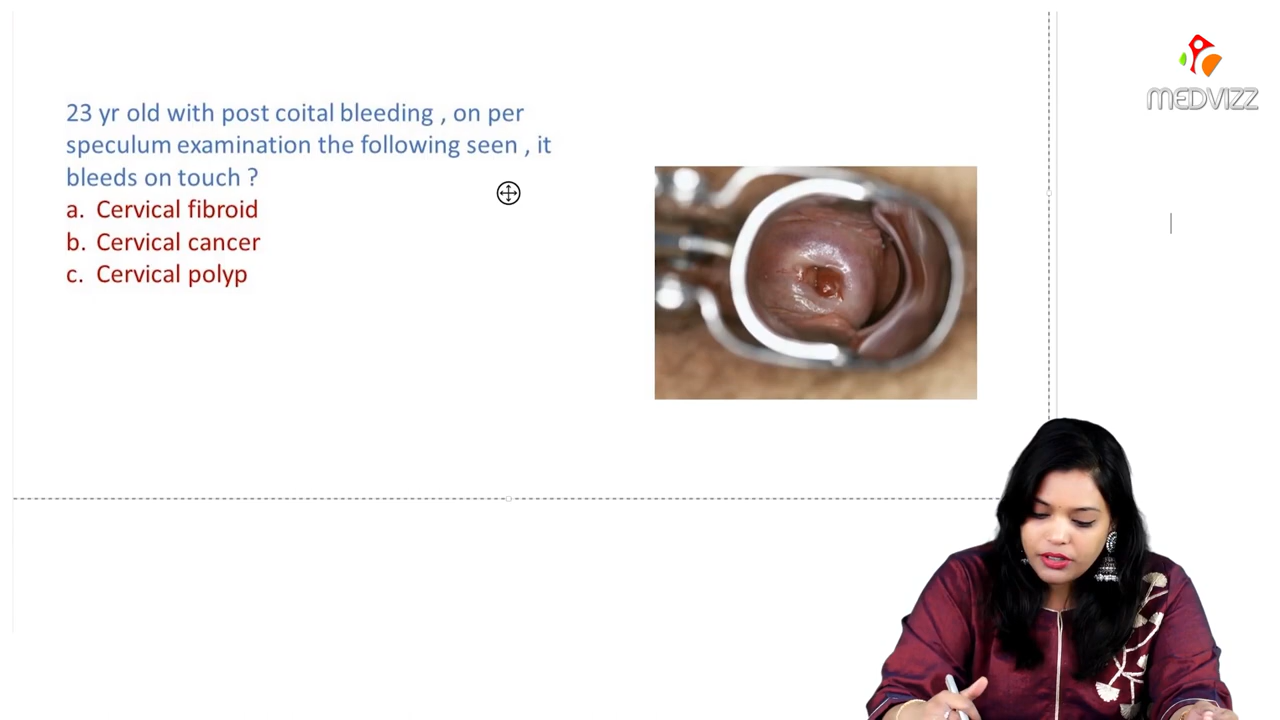 23 yr old with post coital bleeding , on per
speculum examination the following seen , it
bleeds on touch ?
a. Cervical fibroid
b. Cervical cancer
c. Cervical polyp
MEDVIZZ